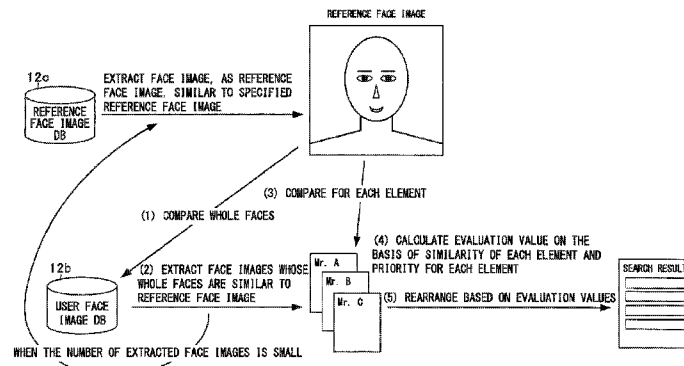 REFERENCE FACE IMAGE
12a
EXTRACT FACE IMAGE, AS REFERENCE
FACE IMAGE, SIMILAR TO SPECIFIED
REFERENCE FACE IMAGE
REFERENCE
FACE IMAGE
DB
(3) COMPARE FOR EACH ELEMENT
(1) COMPARE WHOLE FACES
12b
USER FACE
IMAGE DB
(2) EXTRACT FACE IMAGES WHOSE
WHOLE FACES ARE SIMILAR TO
REFERENCE FACE IMAGE
Mr. A
Mr. B
Mr. C
(4) CALCULATE EVALUATION VALUE ON THE
BASIS OF SIMILARITY OF EACH ELEMENT AND
PRIORITY FOR EACH ELEMENT
(5) REARRANGE BASED ON EVALUATION VALUES
SEARCH RESULT
WHEN THE NUMBER OF EXTRACTED FACE IMAGES IS SMALL